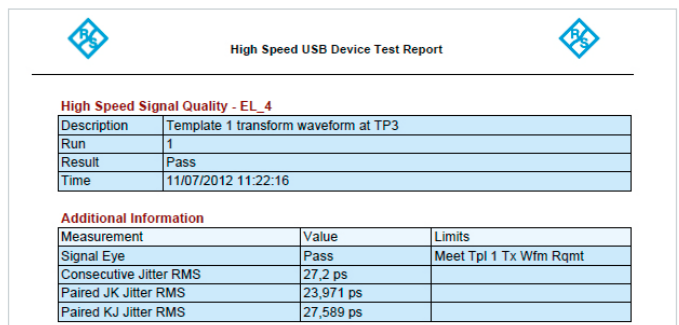 R&S R&S
High Speed USB Device Test Report
High Speed Signal Quality - EL_4
Description Template 1 transform waveform at TP3
Run 1
Result Pass
Time 11/07/2012 11:22:16
Additional Information
Measurement Value Limits
Signal Eye Pass Meet Tpl 1 Tx Wfm Rqmt
Consecutive Jitter RMS 27,2 ps
Paired JK Jitter RMS 23,971 ps
Paired KJ Jitter RMS 27,589 ps